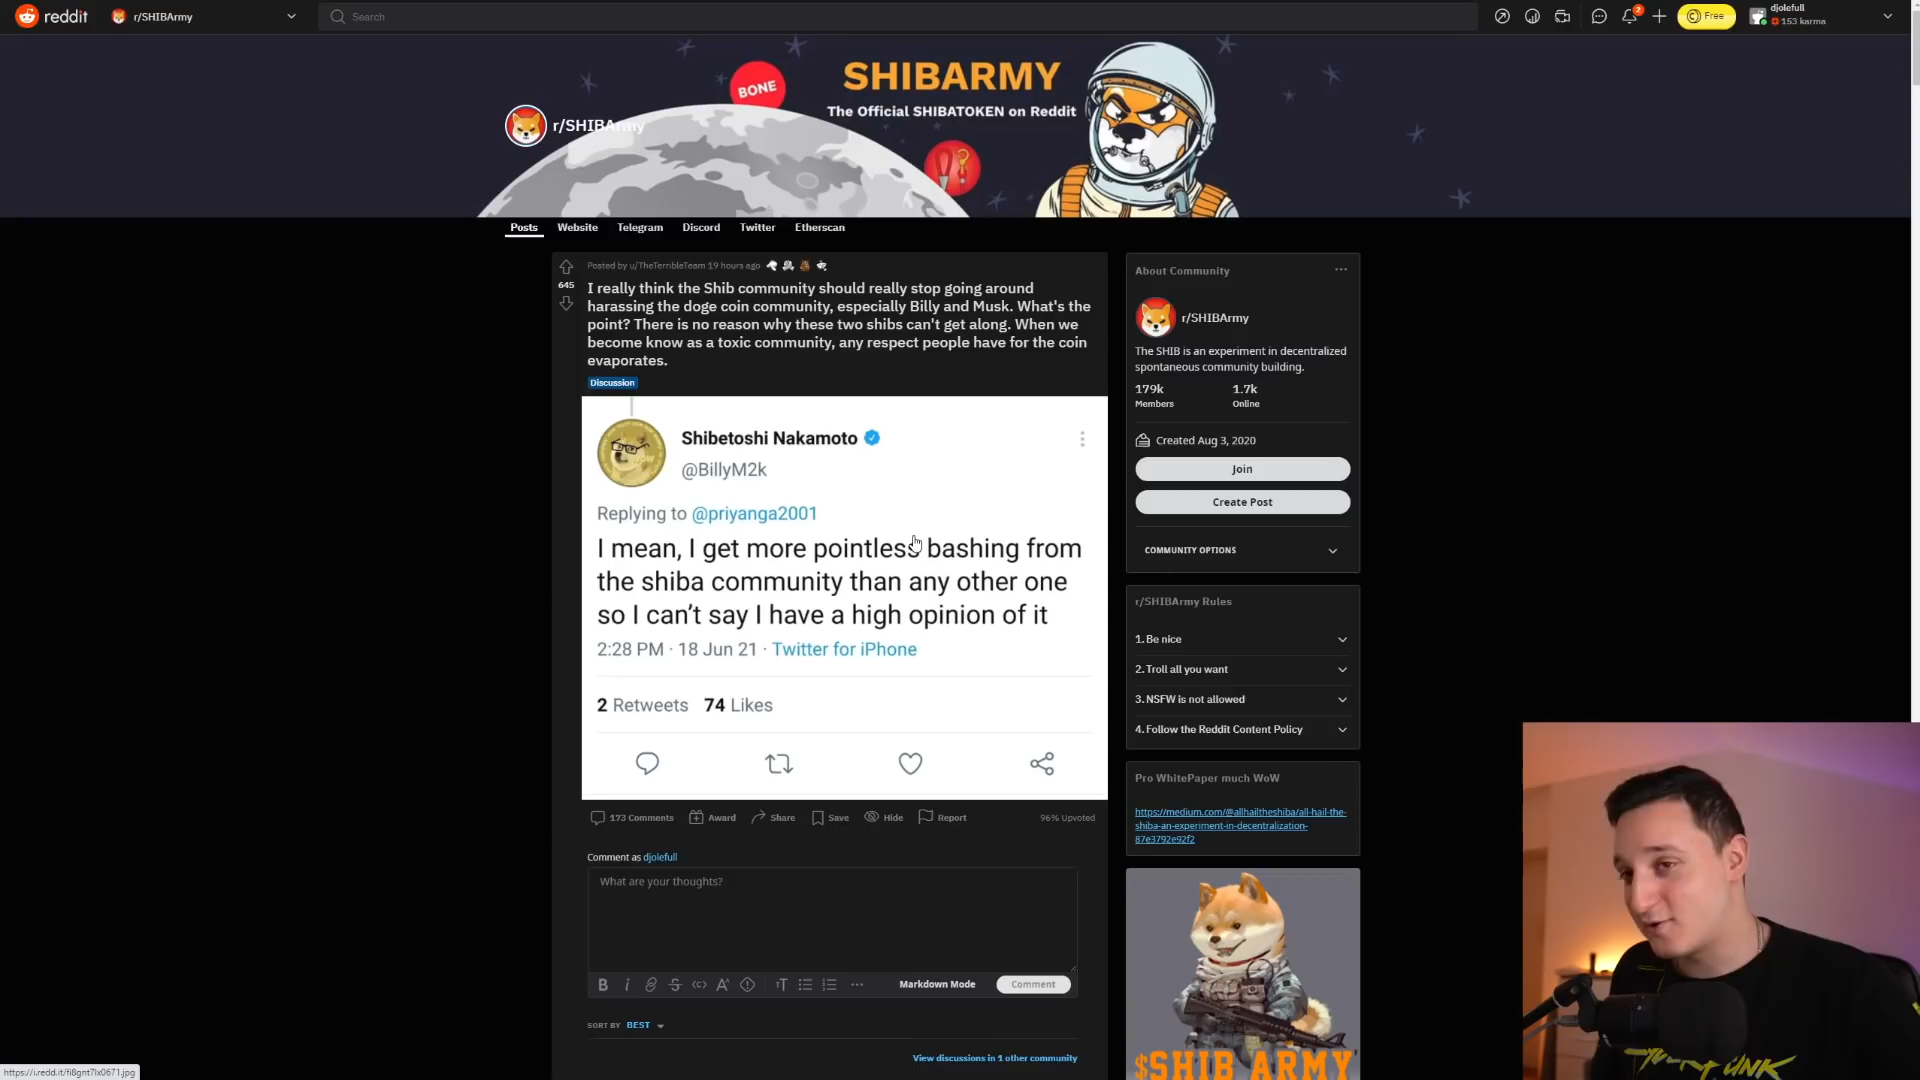 reddit
r/SHIBArmy
Search
2
Free
djolefull
153 karma
BONE
SHIBARMY
The Official SHIBATOKEN on Reddit
r/SHIBArmy
Posts
Website
Telegram
Discord
Twitter
Etherscan
Posted by u/TheTerribleTeam 19 hours ago
645
I really think the Shib community should really stop going around
harassing the doge coin community, especially Billy and Musk. What's the
point? There is no reason why these two shibs can't get along. When we
become know as a toxic community, any respect people have for the coin
evaporates.
Discussion
Shibetoshi Nakamoto
@BillyM2k
Replying to @priyanga2001
I mean, I get more pointless bashing from
the shiba community than any other one
so I can't say I have a high opinion of it
2:28 PM · 18 Jun 21 · Twitter for iPhone
2 Retweets 74 Likes
173 Comments
Award
Share
Save
Hide
Report
96% Upvoted
Comment as djolefull
What are your thoughts?
Markdown Mode
Comment
SORT BY BEST
View discussions in 1 other community
About Community
r/SHIBArmy
The SHIB is an experiment in decentralized
spontaneous community building.
179k
Members
1.7k
Online
Created Aug 3, 2020
Join
Create Post
COMMUNITY OPTIONS
r/SHIBArmy Rules
1. Be nice
2. Troll all you want
3. NSFW is not allowed
4. Follow the Reddit Content Policy
Pro WhitePaper much WoW
https://medium.com/@allhailtheshiba/all-hail-the-
shiba-an-experiment-in-decentralization-
87e3792e92f2
$SHIB ARMY
https://i.redd.it/fi8gnt7lx0671.jpg